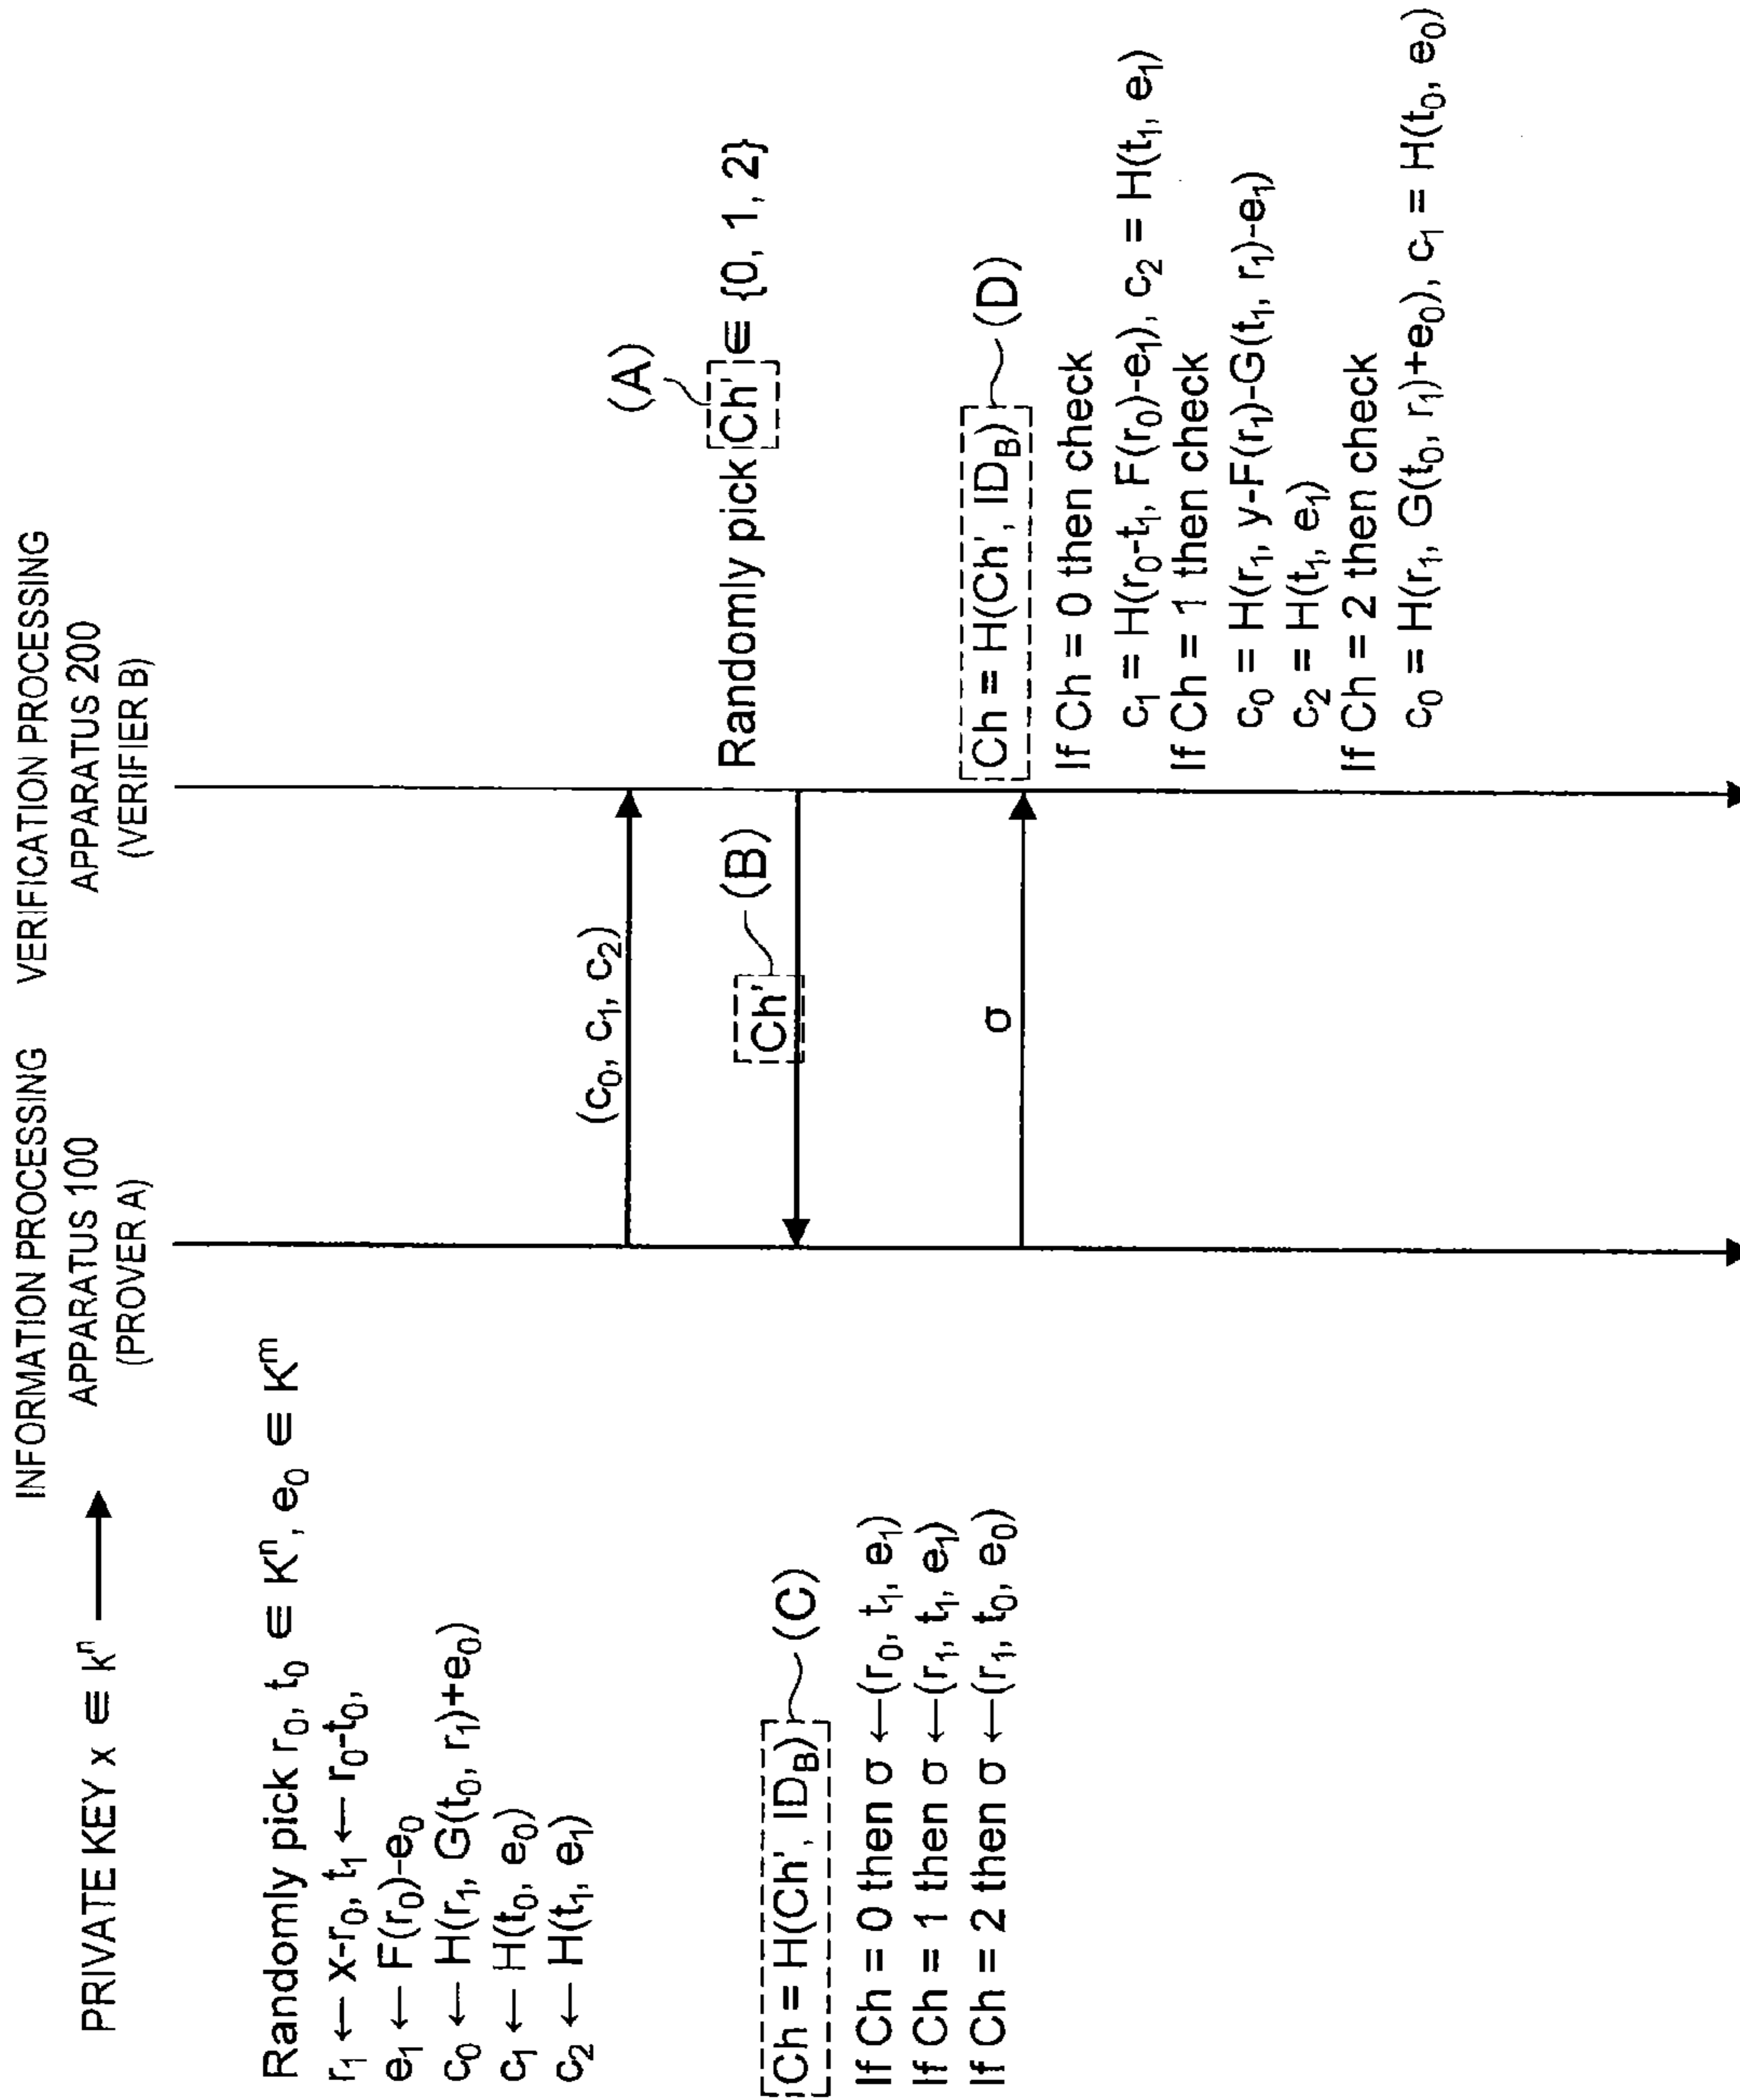 INFORMATION PROCESSING
APPARATUS 100
(PROVER A)
VERIFICATION PROCESSING
APPARATUS 200
(VERIFIER B)
PRIVATE KEY x ∈ kⁿ
Randomly pick r₀, t₀ ∈ Kⁿ, e₀ ∈ Kᵐ
r₁ ← x-r₀, t₁ ← r₀-t₀,
e₁ ← F(r₀)-e₀
c₀ ← H(r₁, G(t₀, r₁)+e₀)
c₁ ← H(t₀, e₀)
c₂ ← H(t₁, e₁)
(c₀, c₁, c₂)
(A)
Randomly pick Ch' ∈ {0, 1, 2}
Ch'
(B)
Ch = H(Ch', ID_B)
(C)
If Ch = 0 then σ ←(r₀, t₁, e₁)
If Ch = 1 then σ ←(r₁, t₁, e₁)
If Ch = 2 then σ ←(r₁, t₀, e₀)
σ
Ch = H(Ch', ID_B)
(D)
If Ch = 0 then check
c₁ = H(r₀-t₁, F(r₀)-e₁), c₂ = H(t₁, e₁)
If Ch = 1 then check
c₀ = H(r₁, y-F(r₁)-G(t₁, r₁)-e₁)
c₂ = H(t₁, e₁)
If Ch = 2 then check
c₀ = H(r₁, G(t₀, r₁)+e₀), c₁ = H(t₀, e₀)